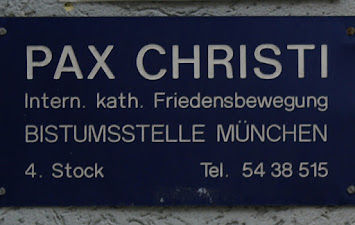 PAX CHRISTI
Intern. kath. Friedensbewegung
BISTUMSSTELLE MÜNCHEN
4. Stock Tel. 54 38 515